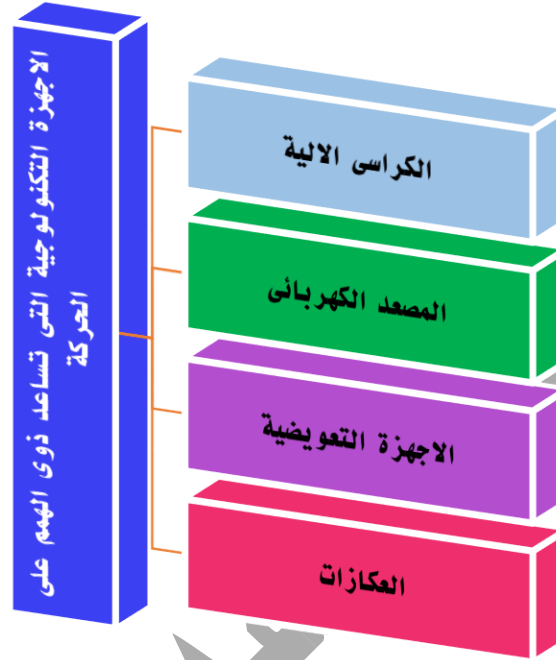 الاجهزة التكنولوجية التى تساعد ذوى الهمم على
الحركة
الكراسى الالية
المصعد الكهربائى
الاجهزة التعويضية
العكازات